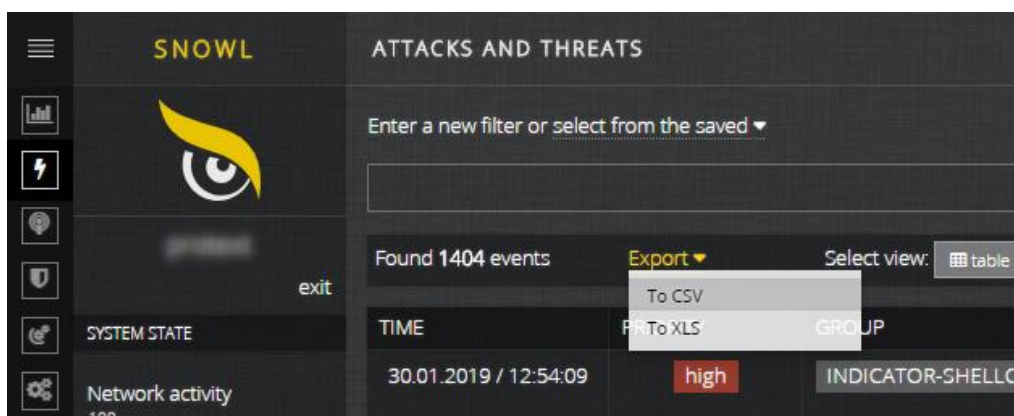 SNOWL
ATTACKS AND THREATS
Enter a new filter or select from the saved
Found 1404 events
Export
Select view:
table
exit
To CSV
To XLS
SYSTEM STATE
TIME
GROUP
30.01.2019 / 12:54:09
high
INDICATOR-SHELLC
Network activity